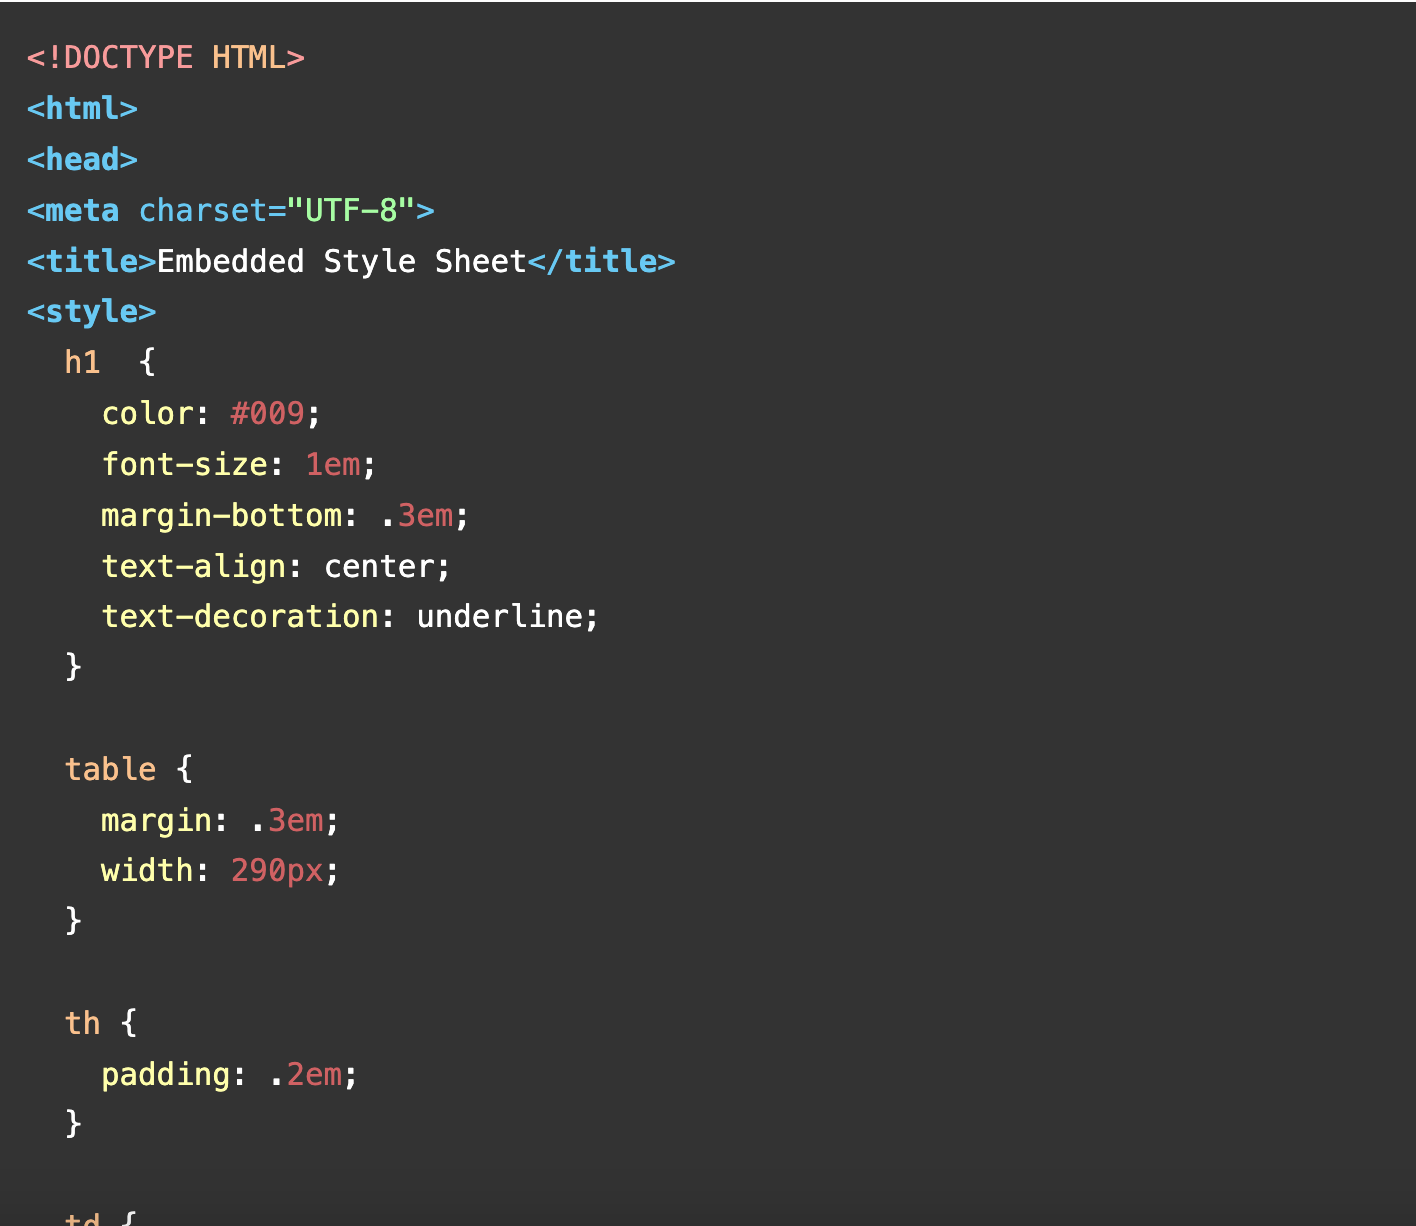 <!DOCTYPE HTML>
<html>
<head>
<meta charset="UTF-8">
<title>Embedded Style Sheet</title>
<style>
  h1  {
    color: #009;
    font-size: 1em;
    margin-bottom: .3em;
    text-align: center;
    text-decoration: underline;
  }

  table {
    margin: .3em;
    width: 290px;
  }

  th {
    padding: .2em;
  }

  td {